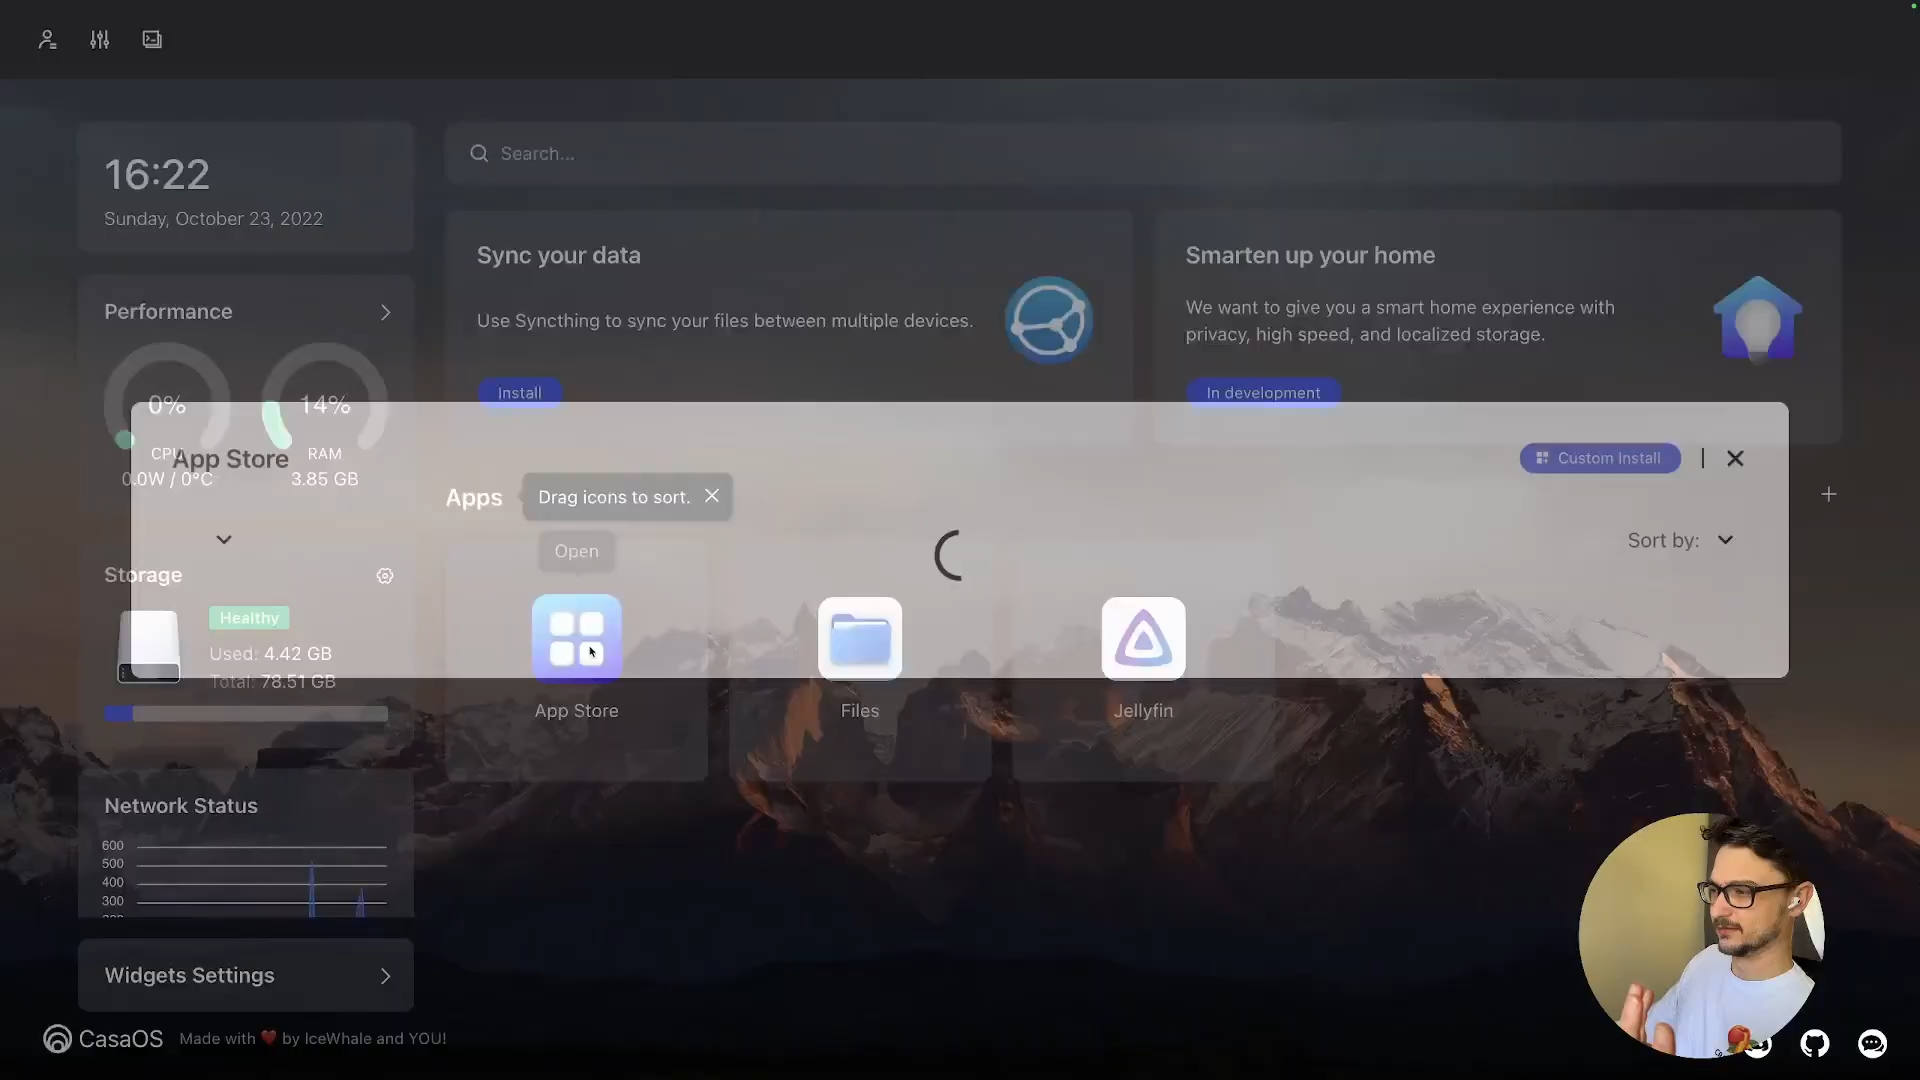 16:22
Sunday, October 23, 2022
Search...
Sync your data
Use Syncthing to sync your files between multiple devices.
Install
Smarten up your home
We want to give you a smart home experience with
privacy, high speed, and localized storage.
In development
Performance
0%
14%
CPU
RAM
0.0W / 0°C
3.85 GB
App Store
Custom Install
Apps
Drag icons to sort.
Open
Sort by:
Storage
Healthy
Used: 4.42 GB
Total: 78.51 GB
App Store
Files
Jellyfin
Network Status
600
500
400
300
Widgets Settings
CasaOS
Made with ❤️ by IceWhale and YOU!